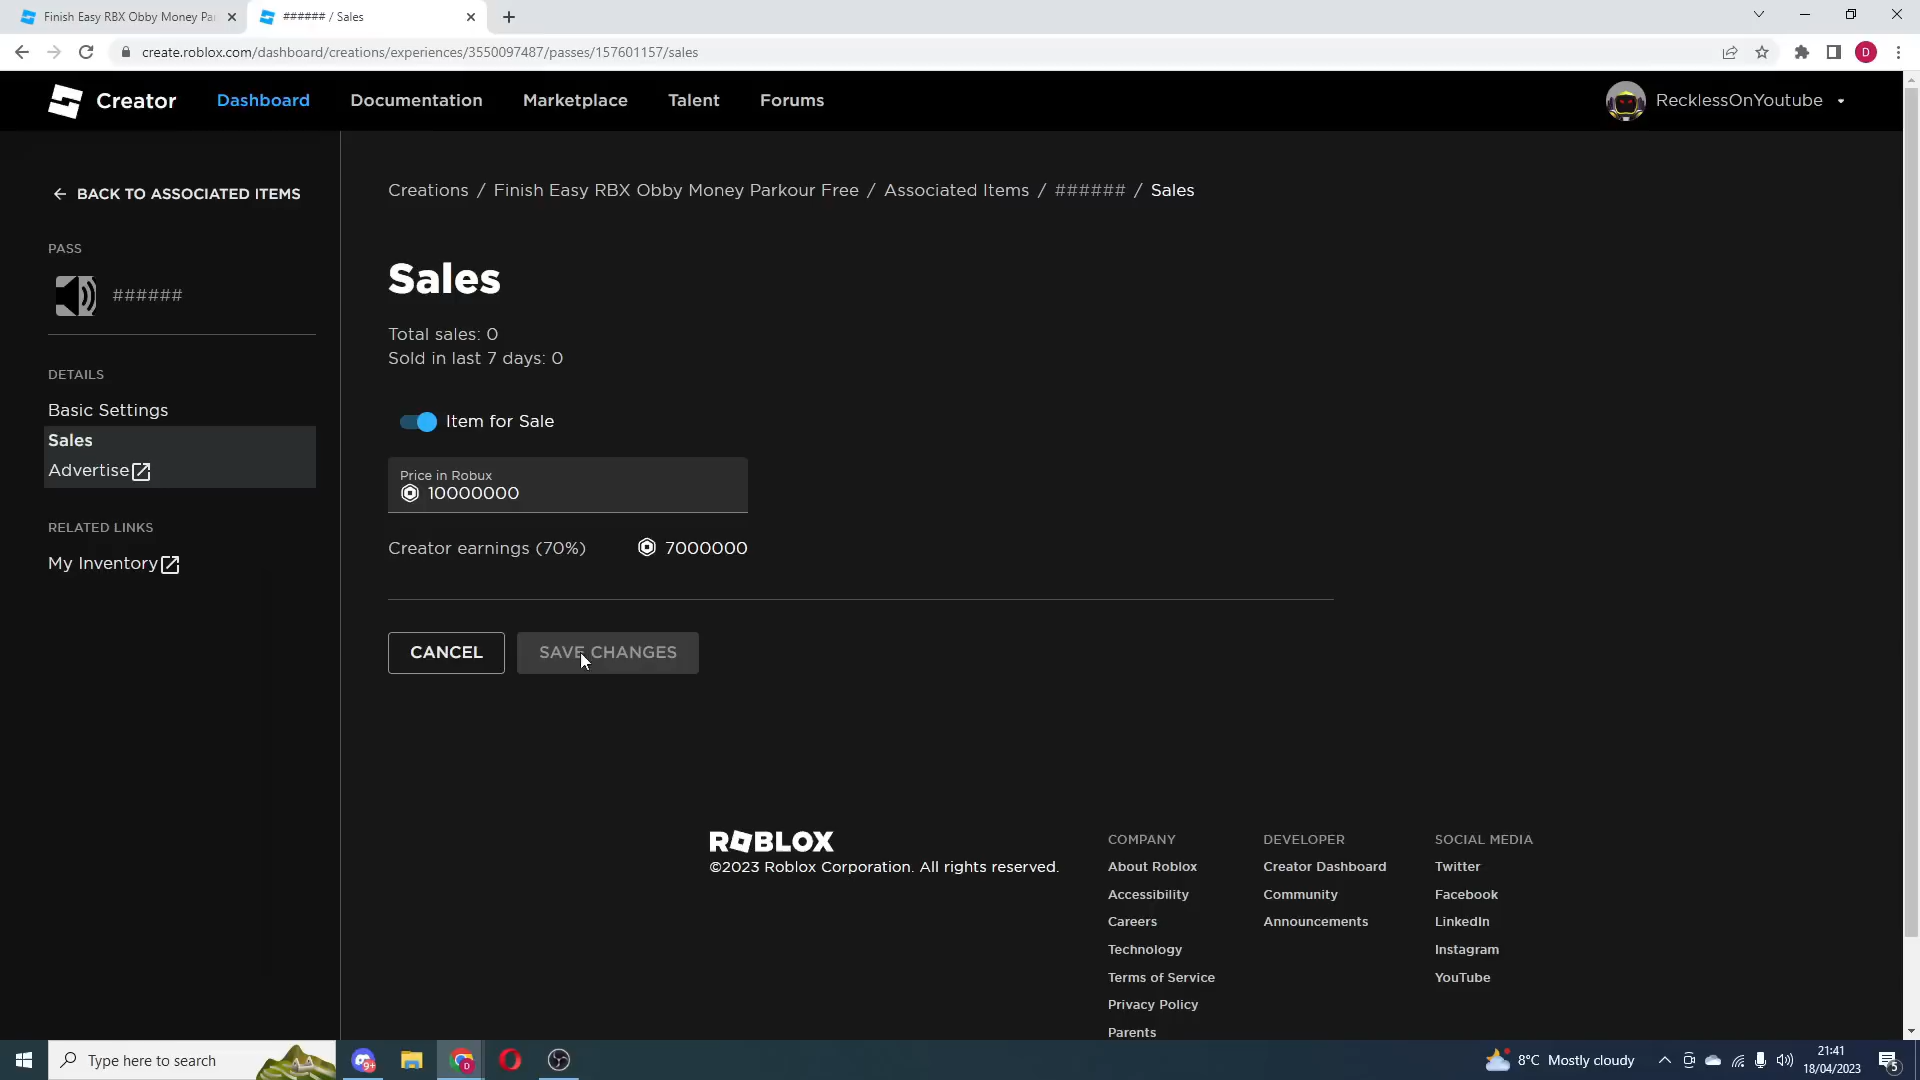 Finish Easy RBX Obby Money Pa
###### / Sales
create.roblox.com/dashboard/creations/experiences/3550097487/passes/157601157/sales
D
Creator
Dashboard
Documentation
Marketplace
Talent
Forums
RecklessOnYoutube
BACK TO ASSOCIATED ITEMS
PASS
######
DETAILS
Basic Settings
Sales
Advertise
RELATED LINKS
My Inventory
Creations / Finish Easy RBX Obby Money Parkour Free / Associated Items / ###### / Sales
Sales
Total sales: 0
Sold in last 7 days: 0
Item for Sale
Price in Robux
10000000
Creator earnings (70%) 7000000
CANCEL
SAVE CHANGES
ROBLOX
©2023 Roblox Corporation. All rights reserved.
COMPANY
About Roblox
Accessibility
Careers
Technology
Terms of Service
Privacy Policy
Parents
DEVELOPER
Creator Dashboard
Community
Announcements
SOCIAL MEDIA
Twitter
Facebook
LinkedIn
Instagram
YouTube
Type here to search
9+
D
8°C Mostly cloudy
21:41
18/04/2023
5